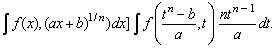 ∫ f(x), (ax + b)^{1/n}) dx] ∫ f( (t^n − b)/a , t ) (nt^{n−1})/a dt.